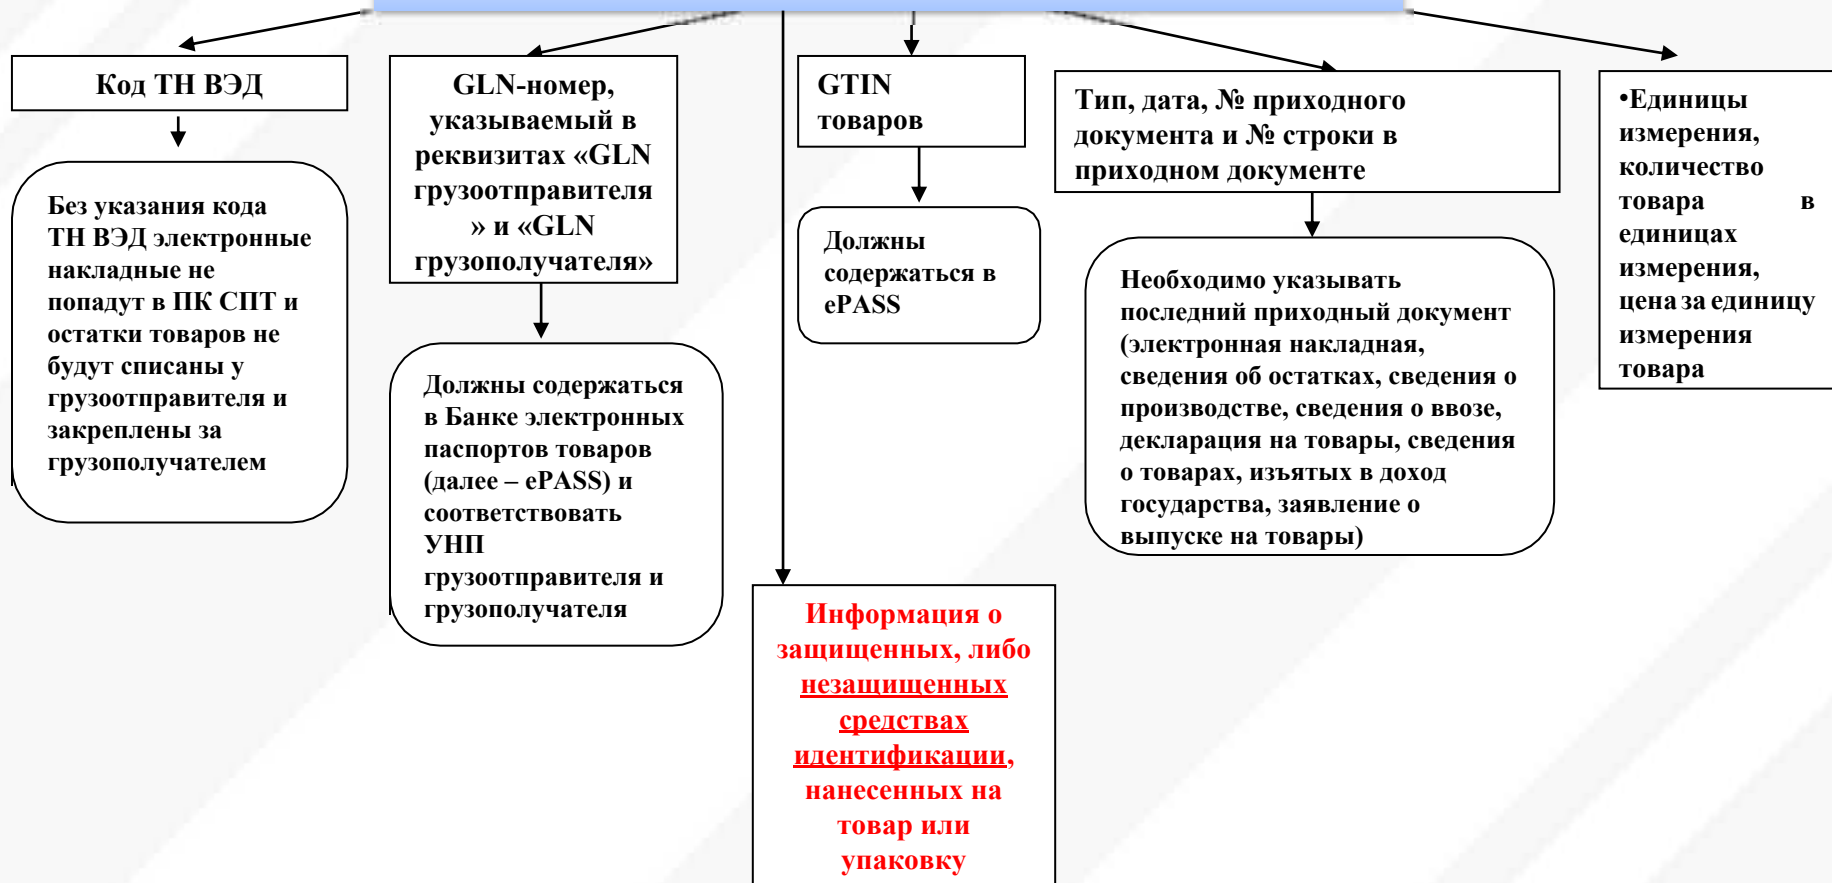 Код ТН ВЭД
Без указания кода
ТН ВЭД электронные
накладные не
попадут в ПК СПТ и
остатки товаров не
будут списаны у
грузоотправителя и
закреплены за
грузополучателем
GLN-номер,
указываемый в
реквизитах «GLN
грузоотправителя
» и «GLN
грузополучателя»
Должны содержаться
в Банке электронных
паспортов товаров
(далее – ePASS) и
соответствовать
УНП
грузоотправителя и
грузополучателя
GTIN
товаров
Должны
содержаться в
ePASS
Информация о
защищенных, либо
незащищенных
средствах
идентификации,
нанесенных на
товар или
упаковку
Тип, дата, № приходного
документа и № строки в
приходном документе
Необходимо указывать
последний приходный документ
(электронная накладная,
сведения об остатках, сведения о
производстве, сведения о ввозе,
декларация на товары, сведения
о товарах, изъятых в доход
государства, заявление о
выпуске на товары)
•Единицы
измерения,
количество
товара в
единицах
измерения,
цена за единицу
измерения
товара